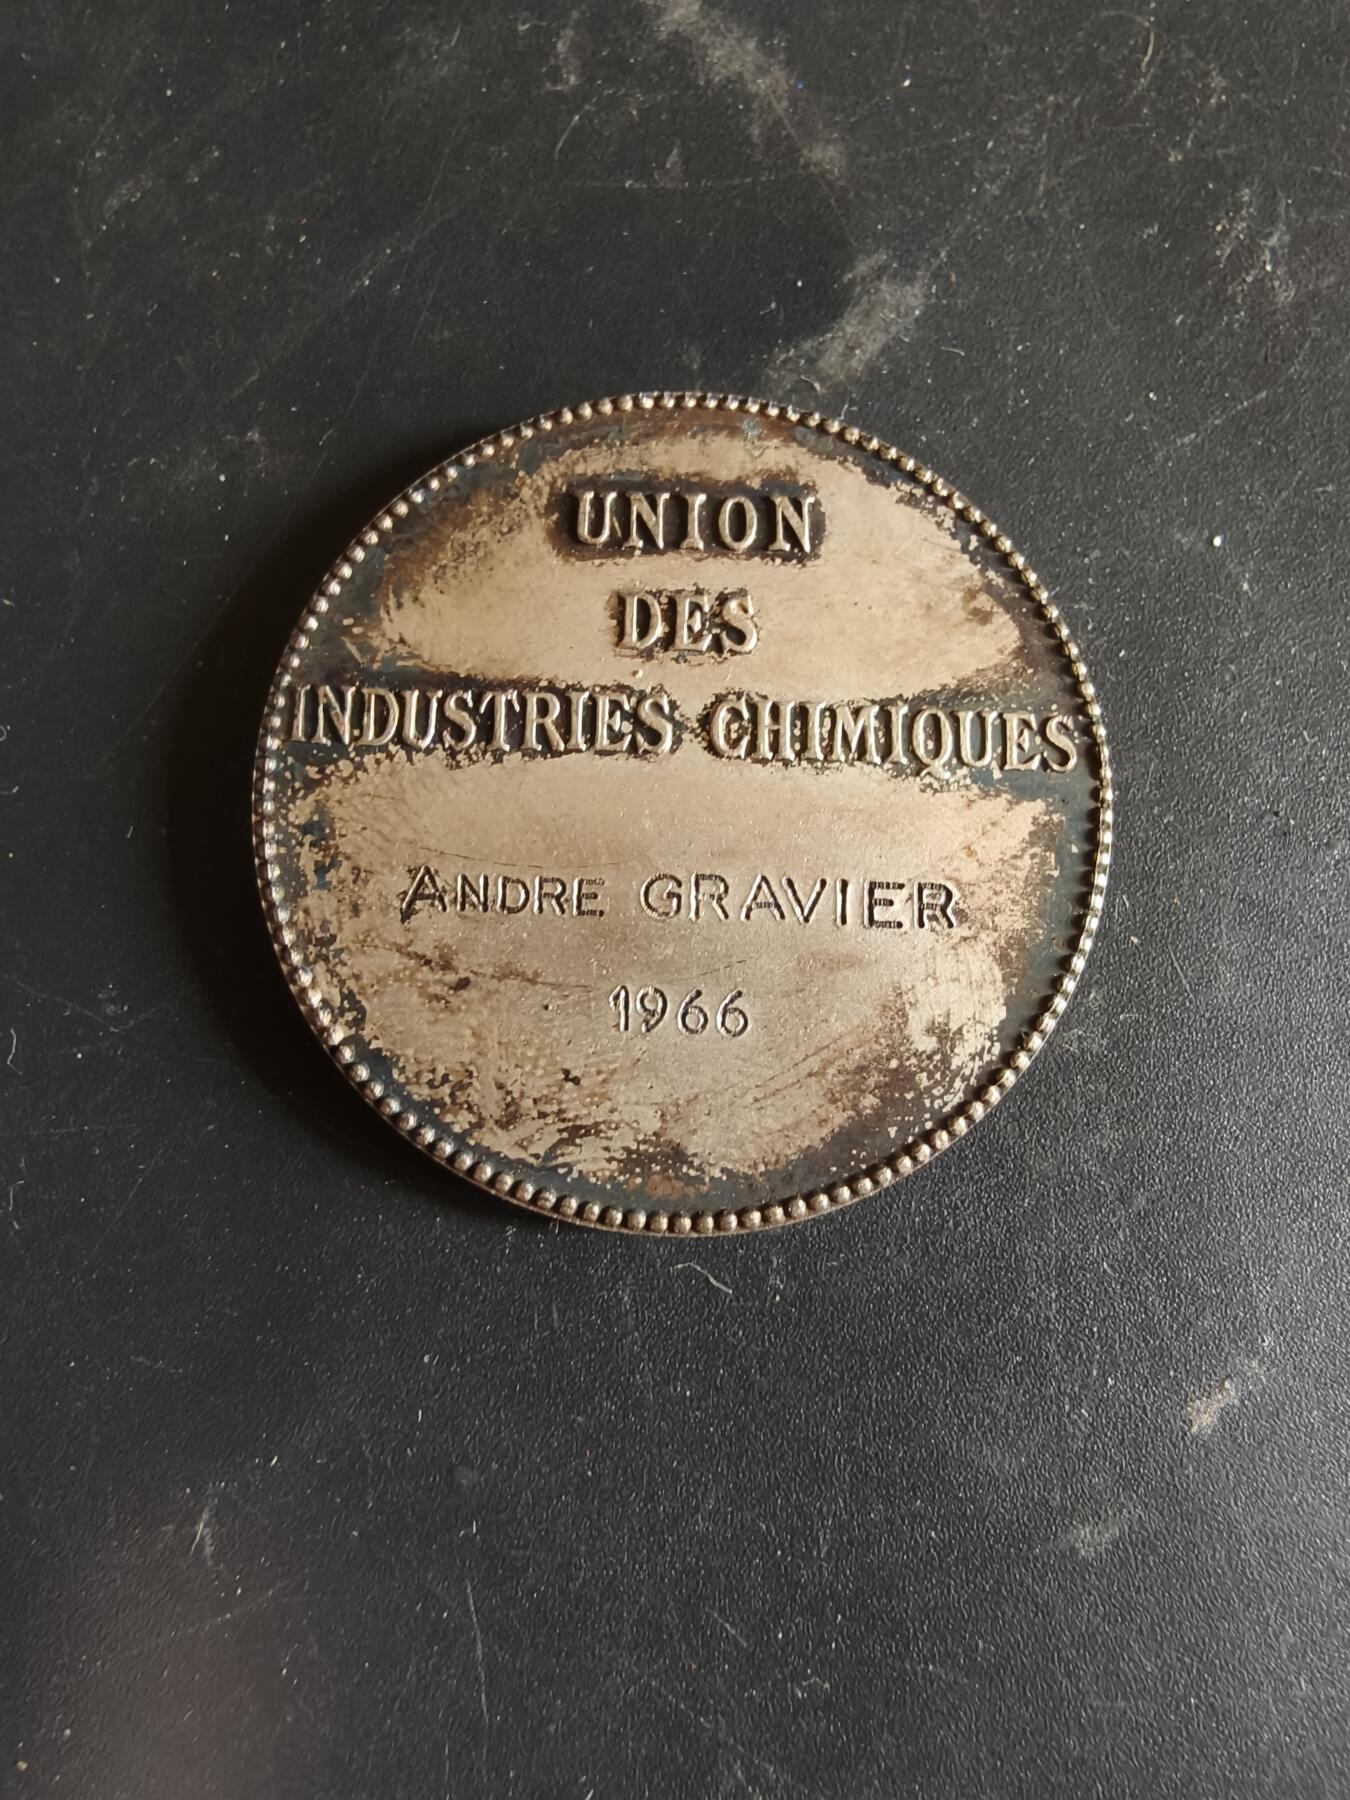 UNION
DES
INDUSTRIES CHIMIQUES
ANDRE GRAVIER
1966